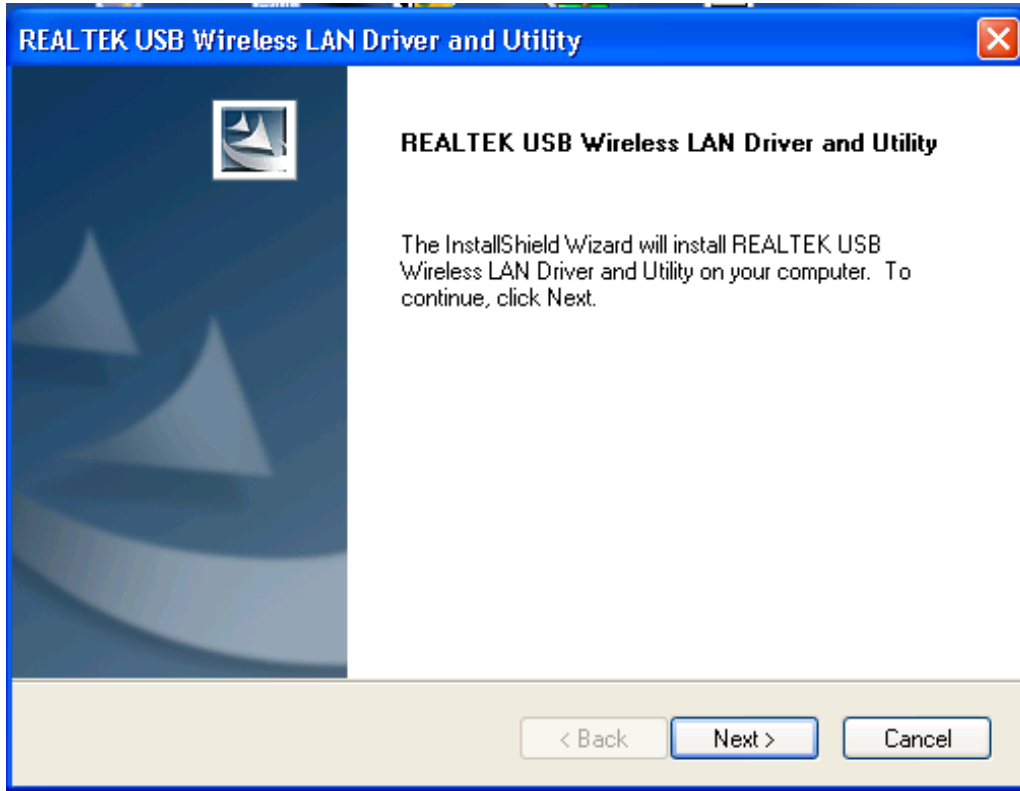 REALTEK USB Wireless LAN Driver and Utility
REALTEK USB Wireless LAN Driver and Utility
The InstallShield Wizard will install REALTEK USB
Wireless LAN Driver and Utility on your computer.  To
continue, click Next.
< Back
Next >
Cancel